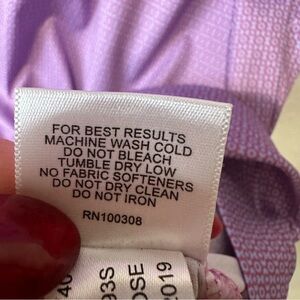 FOR BEST RESULTS
MACHINE WASH COLD
DO NOT BLEACH
TUMBLE DRY LOW
NO FABRIC SOFTENERS
DO NOT DRY CLEAN
DO NOT IRON
RN100308